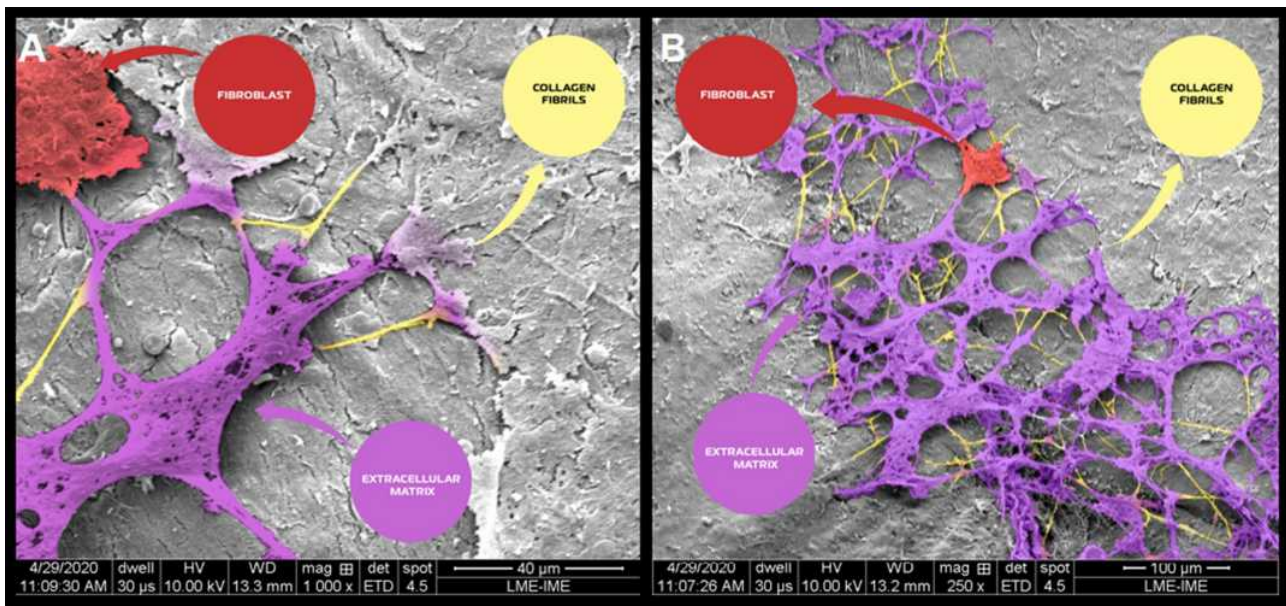 A
FIBROBLAST
COLLAGEN
FIBRILS
EXTRACELLULAR
MATRIX
4/29/2020 dwell HV WD mag ⊞ det spot 40 µm
11:09:30 AM 30 µs 10.00 kV 13.3 mm 1 000 x ETD 4.5 LME-IME
B
FIBROBLAST
COLLAGEN
FIBRILS
EXTRACELLULAR
MATRIX
4/29/2020 dwell HV WD mag ⊞ det spot 100 µm
11:07:26 AM 30 µs 10.00 kV 13.2 mm 250 x ETD 4.5 LME-IME